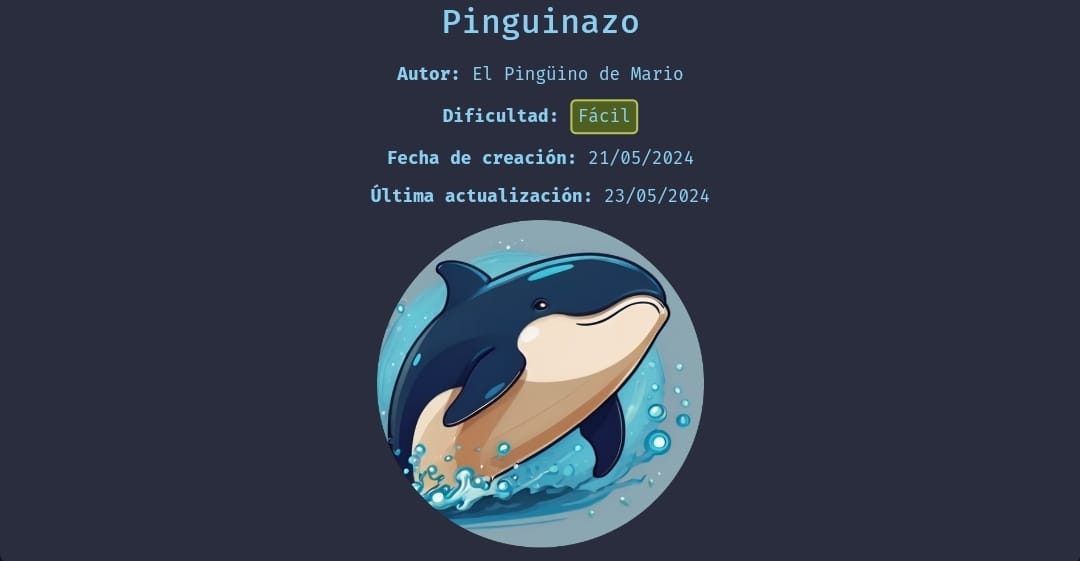 Pinguinazo
Autor: El Pingüino de Mario
Dificultad: Fácil
Fecha de creación: 21/05/2024
Última actualización: 23/05/2024